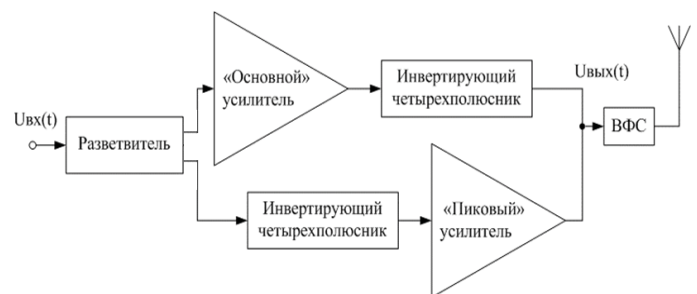 «Основной»
усилитель
Инвертирующий
четырехполюсник
Uвых(t)
Uвх(t)
Разветвитель
ВФС
Инвертирующий
четырехполюсник
«Пиковый»
усилитель